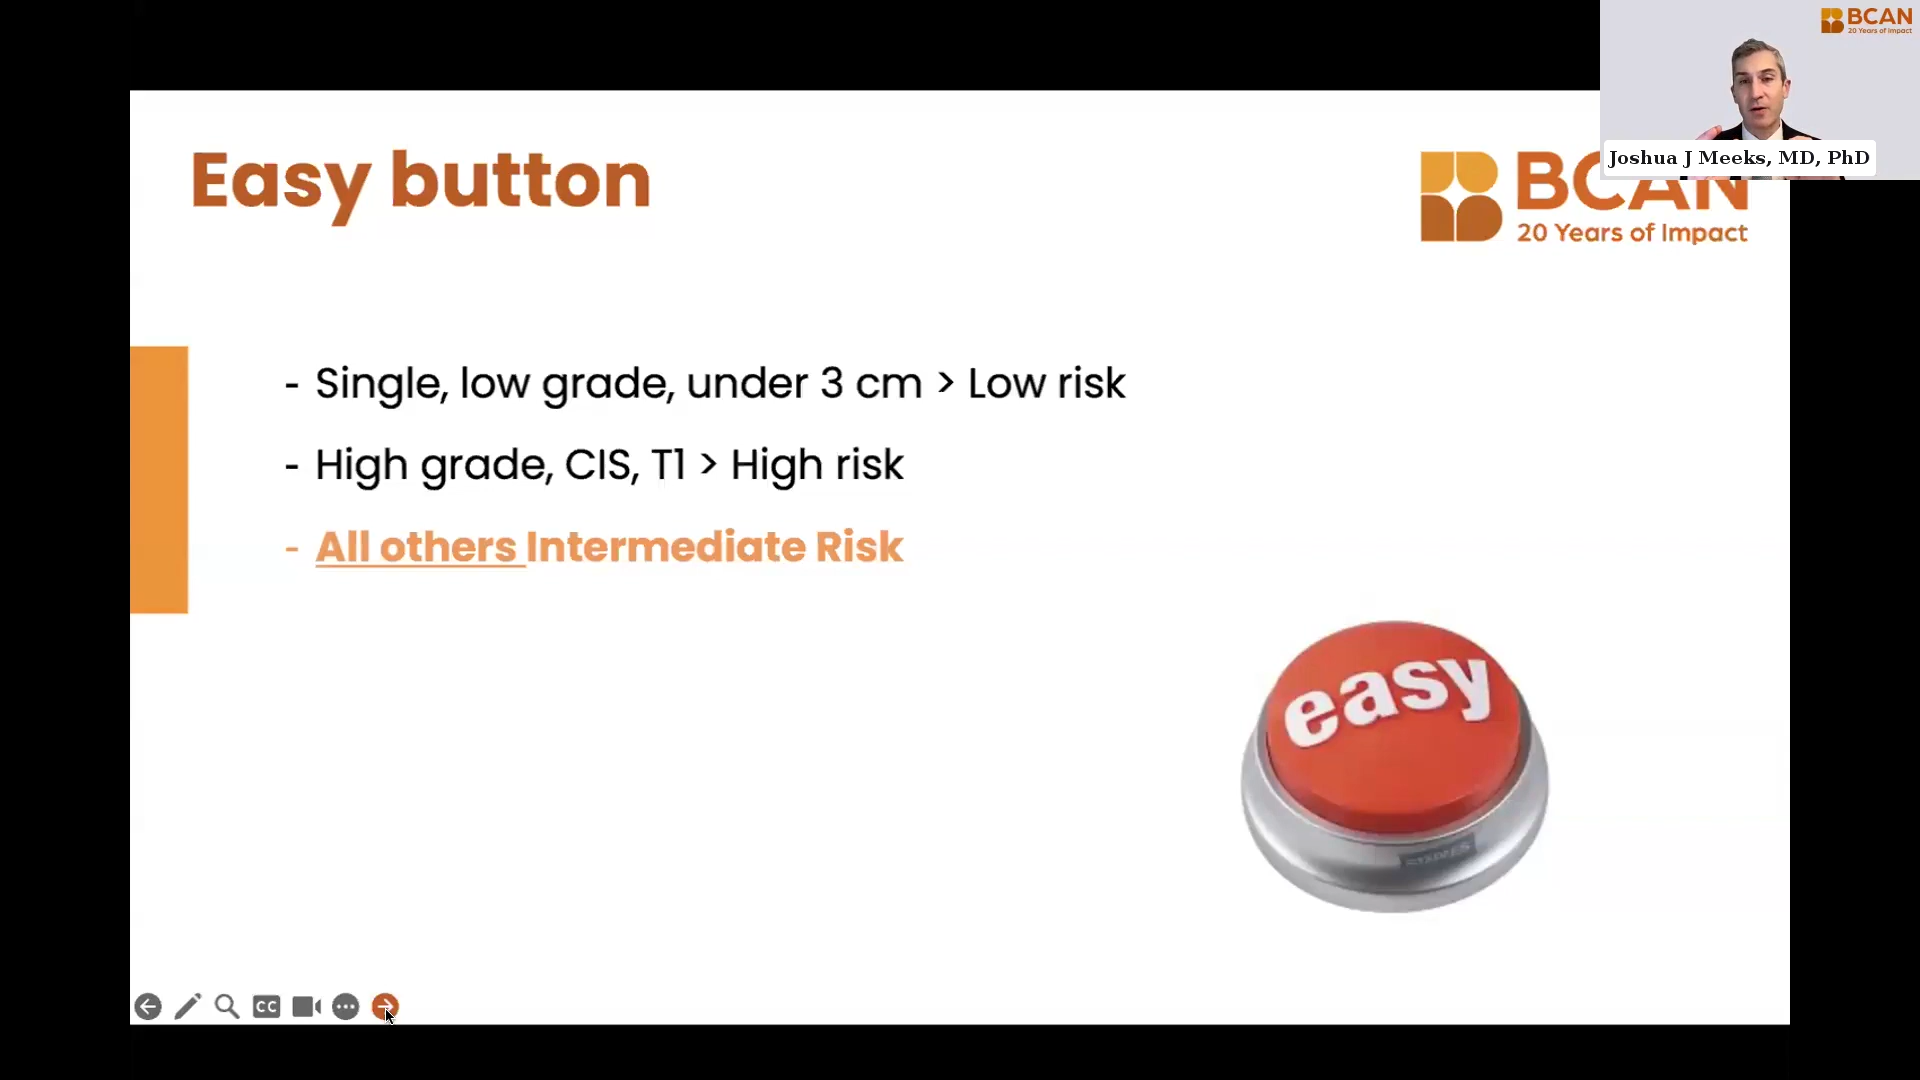 BCAN
20 Years of Impact
Joshua J Meeks, MD, PhD
Easy button
BCAN
20 Years of Impact
- Single, low grade, under 3 cm > Low risk
- High grade, CIS, T1 > High risk
- All others Intermediate Risk
easy
CC